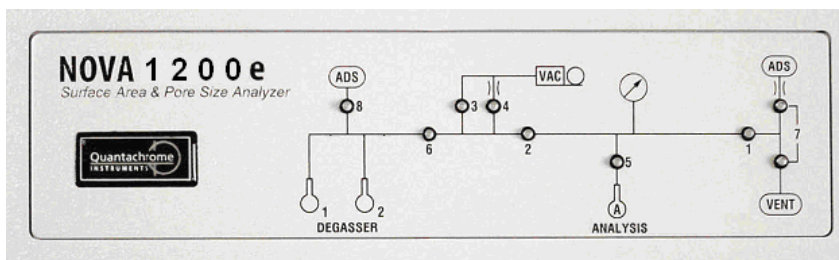 NOVA 1200e
Surface Area & Pore Size Analyzer
Quantachrome
INSTRUMENTS
ADS
8
VAC
3
4
6
2
5
1
ADS
7
VENT
1
2
DEGASSER
A
ANALYSIS